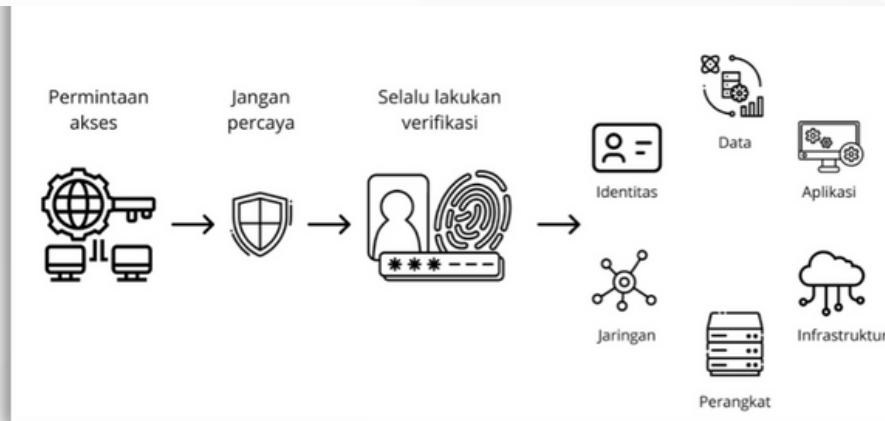 Permintaan
akses
Jangan
percaya
Selalu lakukan
verifikasi
***---
Data
Identitas
Aplikasi
Jaringan
Infrastruktur
Perangkat